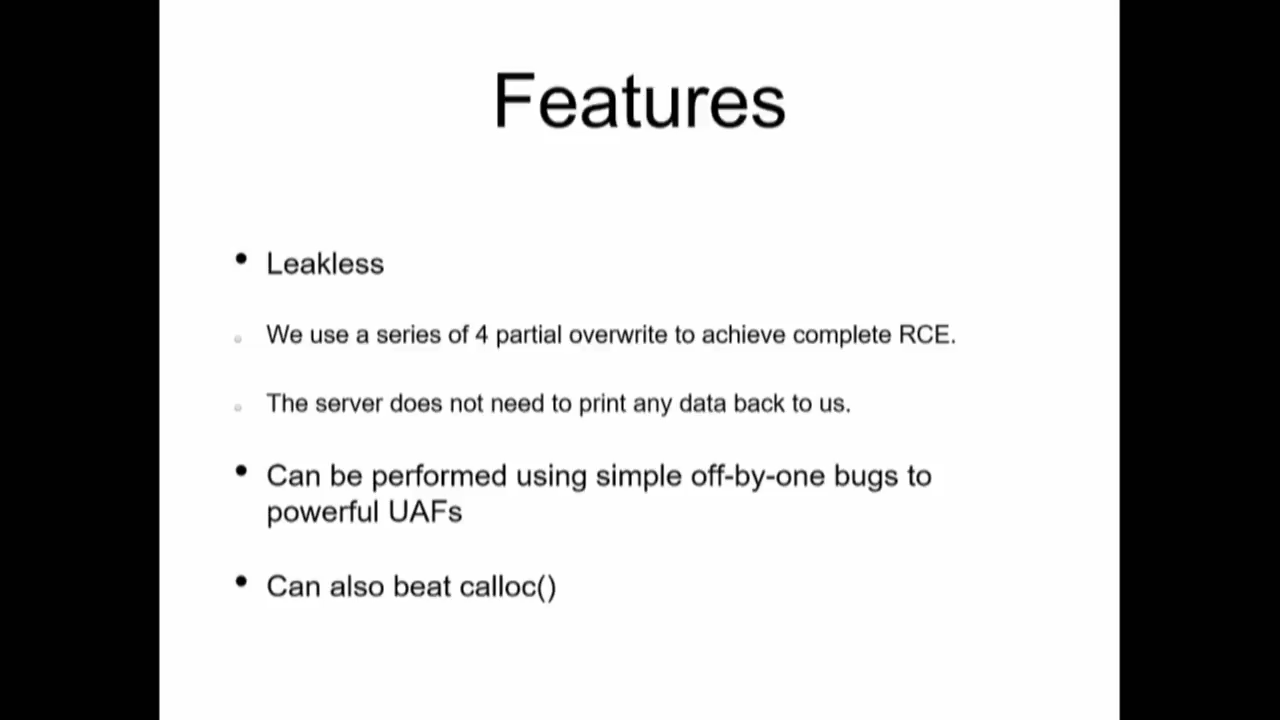 Features
• Leakless
◦ We use a series of 4 partial overwrite to achieve complete RCE.
◦ The server does not need to print any data back to us.
• Can be performed using simple off-by-one bugs to
powerful UAFs
• Can also beat calloc()